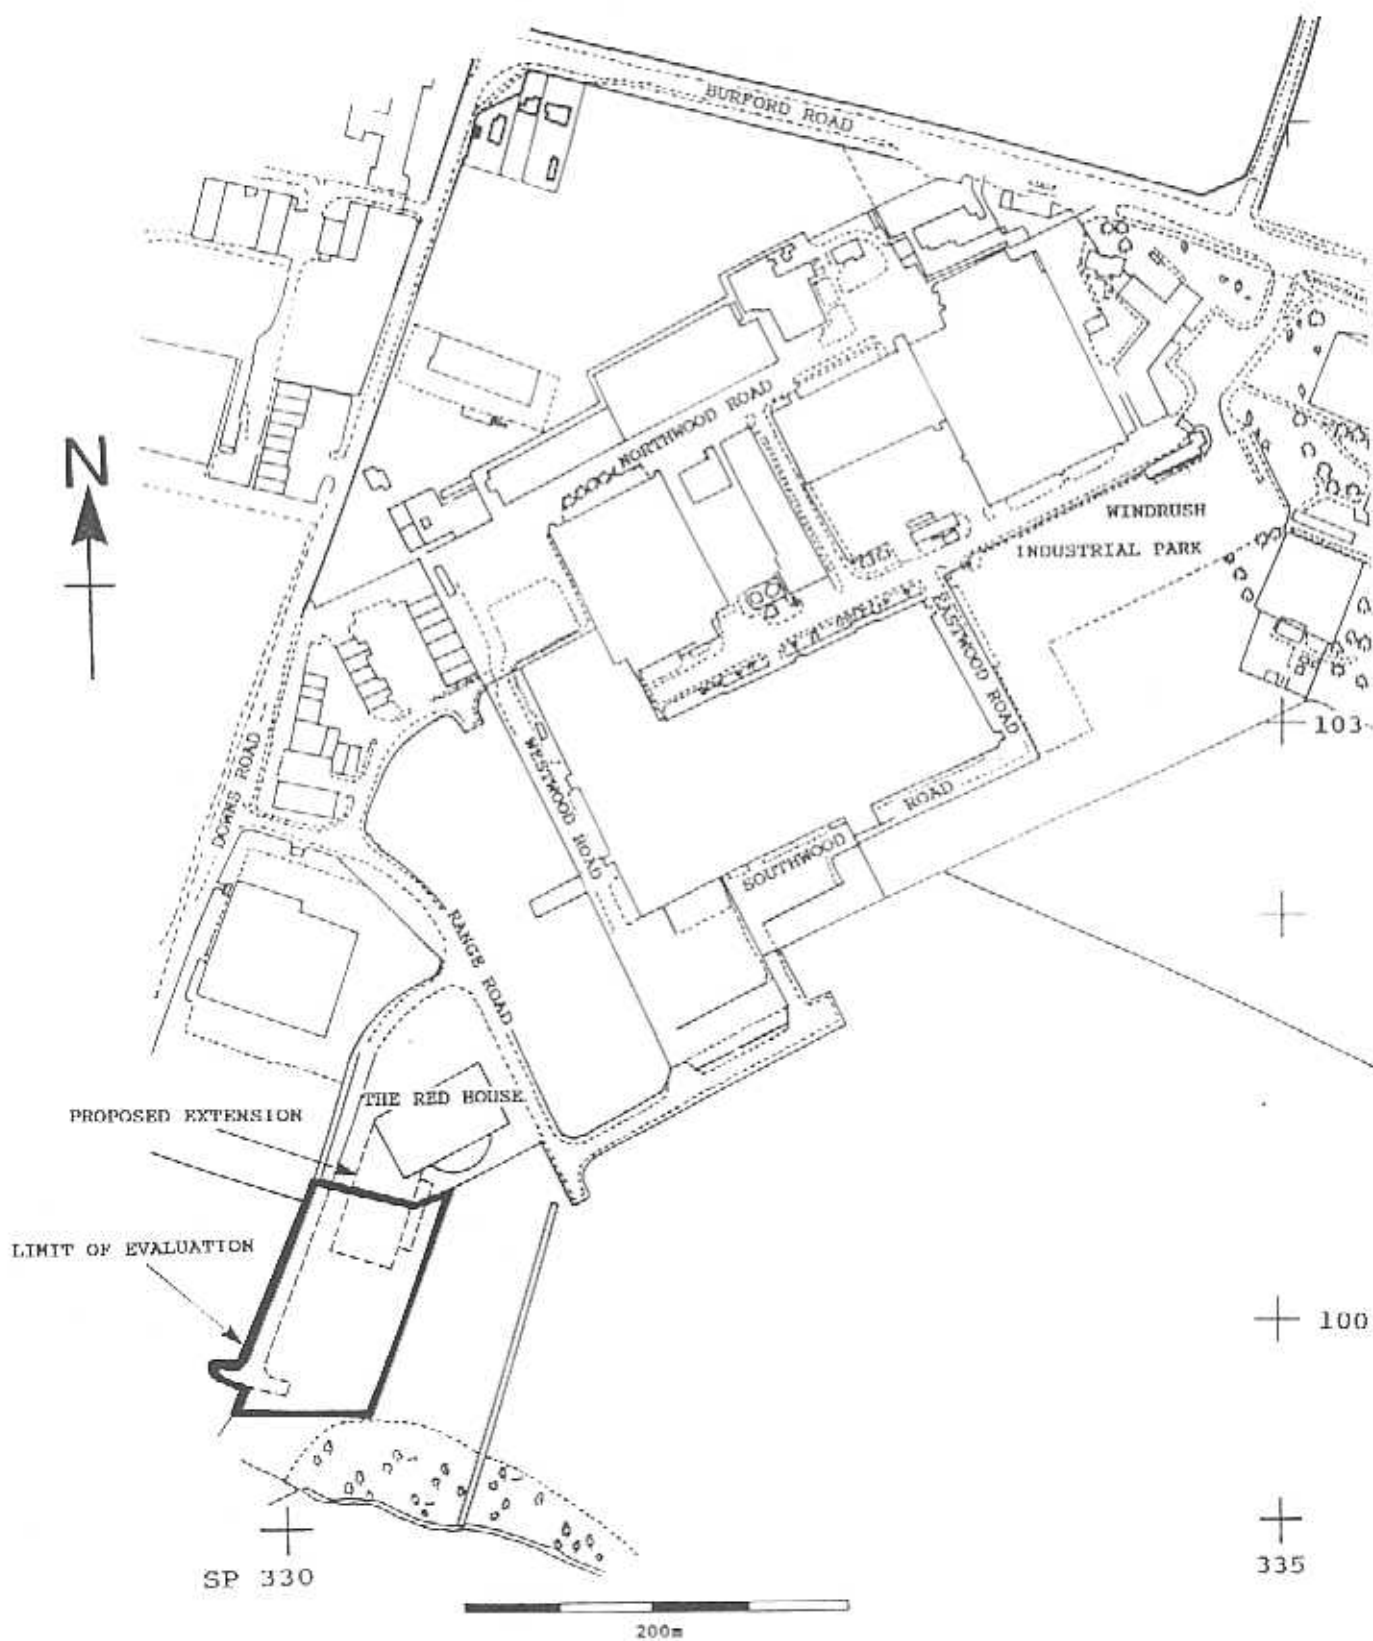 BURFORD ROAD
N
NORTHWOOD ROAD
WINDRUSH
INDUSTRIAL PARK
EASTWOOD ROAD
103
DOWNS ROAD
WESTWOOD ROAD
SOUTHWOOD ROAD
RANGE ROAD
THE RED HOUSE
PROPOSED EXTENSION
LIMIT OF EVALUATION
100
SP 330
335
200m